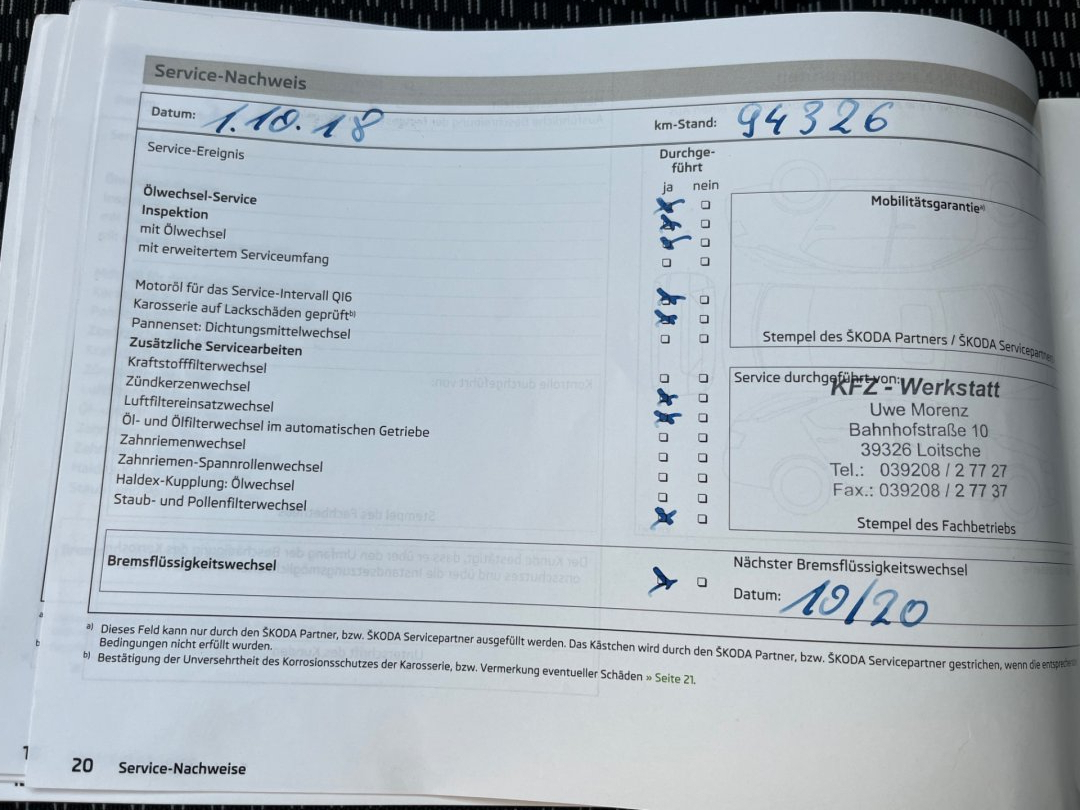 Service-Nachweis
Datum: 1.10.18
km-Stand: 94326
Service-Ereignis
Durchge-
führt
ja nein
Ölwechsel-Service
Inspektion
mit Ölwechsel
mit erweitertem Serviceumfang
Motoröl für das Service-Intervall QI6
Karosserie auf Lackschäden geprüftb)
Pannenset: Dichtungsmittelwechsel
Zusätzliche Servicearbeiten
Kraftstofffilterwechsel
Zündkerzenwechsel
Luftfiltereinsatzwechsel
Öl- und Ölfilterwechsel im automatischen Getriebe
Zahnriemenwechsel
Zahnriemen-Spannrollenwechsel
Haldex-Kupplung: Ölwechsel
Staub- und Pollenfilterwechsel
Mobilitätsgarantiea)
Stempel des ŠKODA Partners / ŠKODA Servicepartners
Service durchgeführt von:
KFZ - Werkstatt
Uwe Morenz
Bahnhofstraße 10
39326 Loitsche
Tel.: 039208 / 2 77 27
Fax.: 039208 / 2 77 37
Stempel des Fachbetriebs
Bremsflüssigkeitswechsel
Nächster Bremsflüssigkeitswechsel
Datum: 10/20
a) Dieses Feld kann nur durch den ŠKODA Partner, bzw. ŠKODA Servicepartner ausgefüllt werden. Das Kästchen wird durch den ŠKODA Partner, bzw. ŠKODA Servicepartner gestrichen, wenn die
Bedingungen nicht erfüllt wurden.
b) Bestätigung der Unversehrtheit des Korrosionsschutzes der Karosserie, bzw. Vermerkung eventueller Schäden » Seite 21.
20 Service-Nachweise